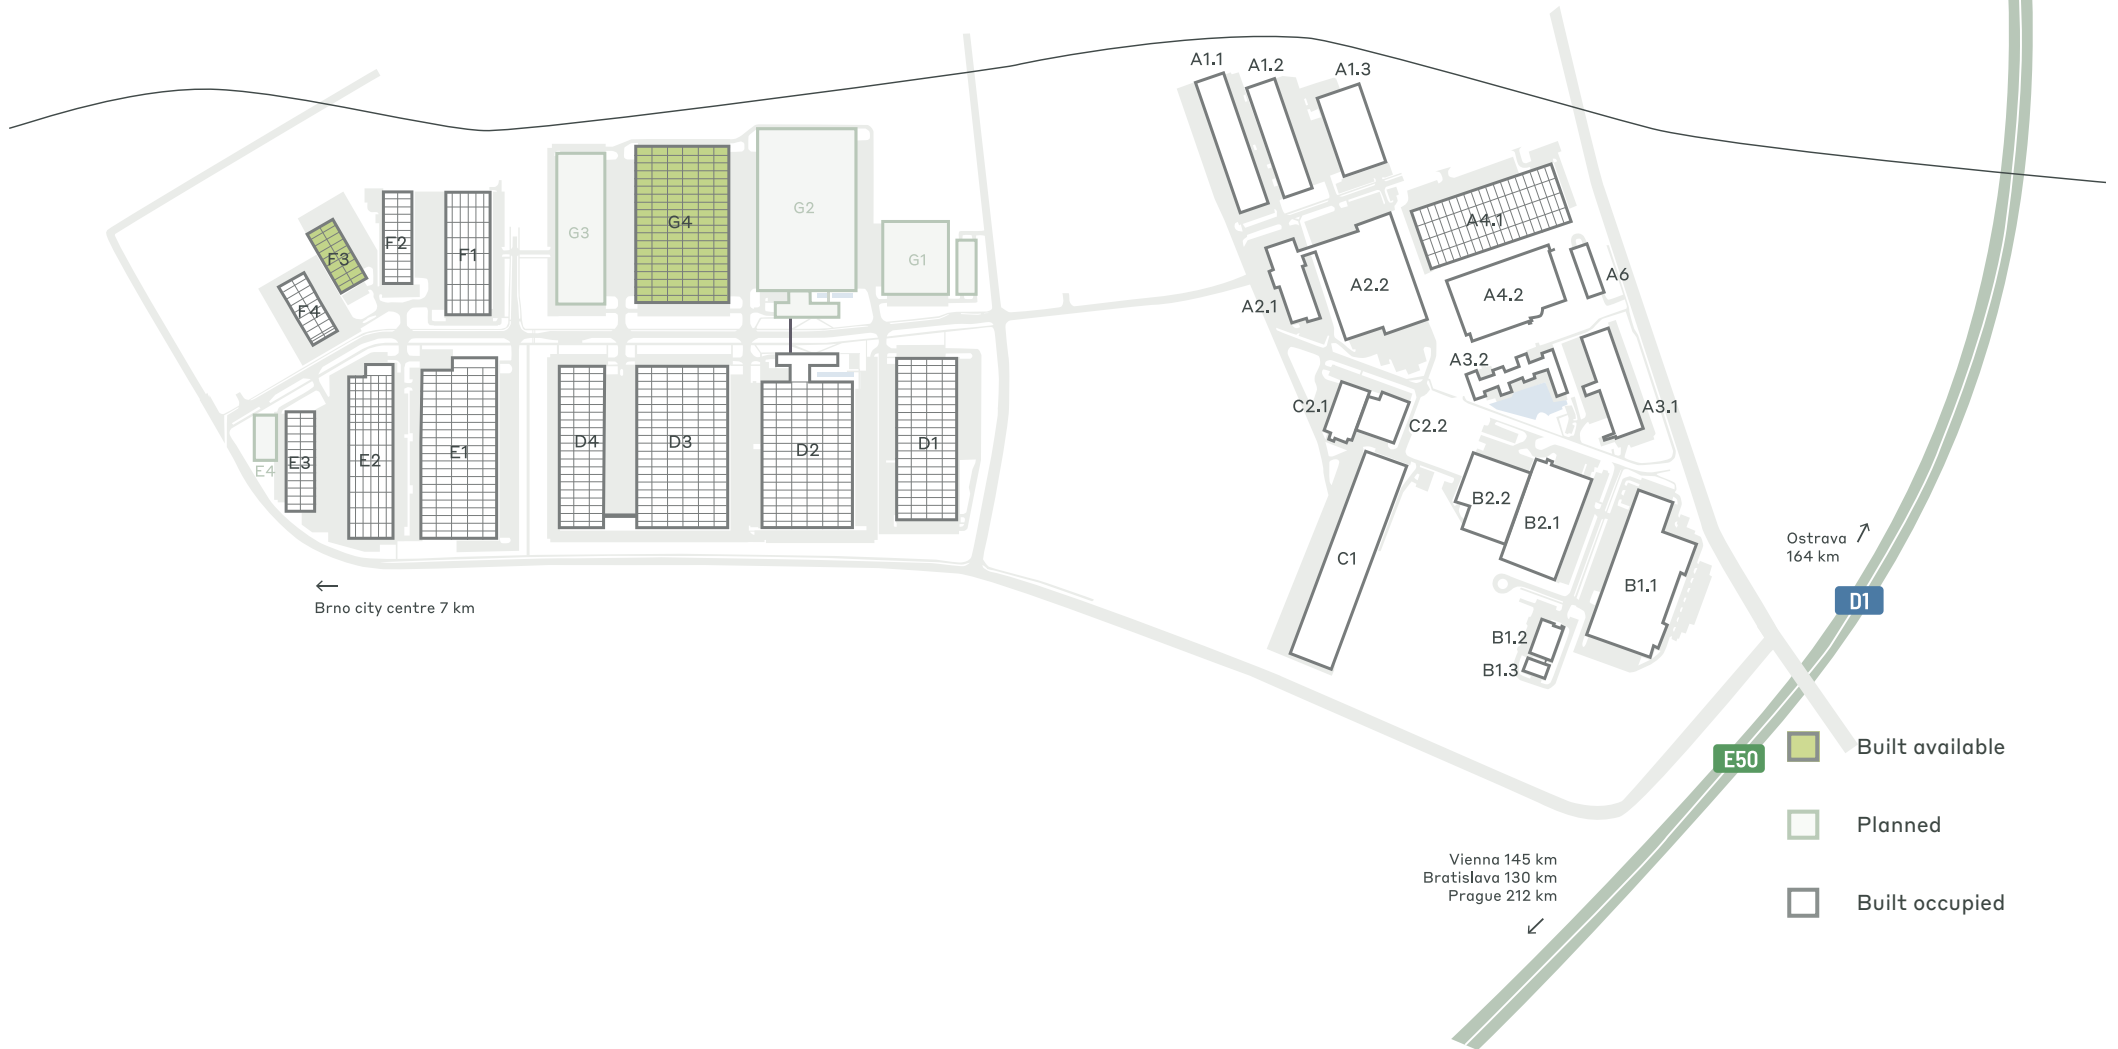 A1.1
A1.2
A1.3
G3
G4
G2
G1
F3
F2
F1
F4
A4.1
A2.1
A2.2
A4.2
A6
A3.2
A3.1
C2.1
C2.2
E4
E3
E2
E1
D4
D3
D2
D1
B2.2
B2.1
C1
B1.1
B1.2
B1.3
Ostrava
164 km
Brno city centre 7 km
D1
E50
Built available
Planned
Built occupied
Vienna 145 km
Bratislava 130 km
Prague 212 km